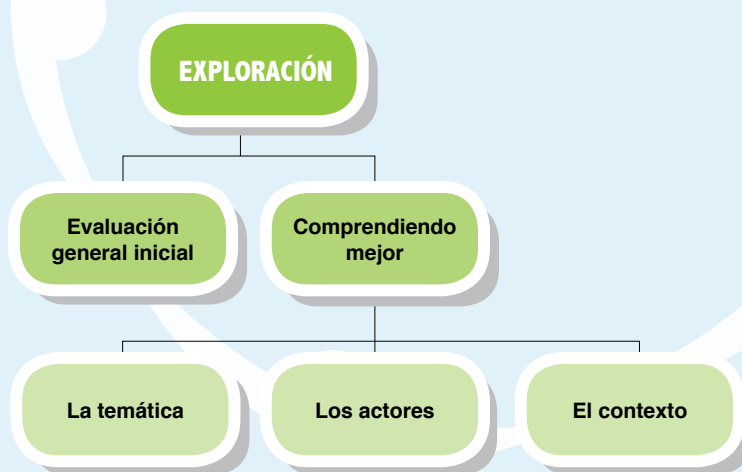 EXPLORACIÓN
Evaluación
general inicial
Comprendiendo
mejor
La temática
Los actores
El contexto